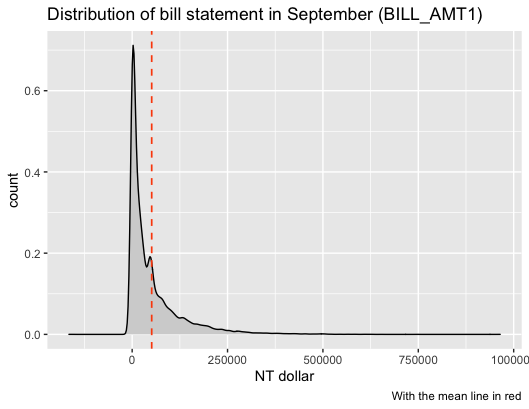 Distribution of bill statement in September (BILL_AMT1)
count
0.6
0.4
0.2
0.0
0
250000
500000
750000
100000
NT dollar
With the mean line in red